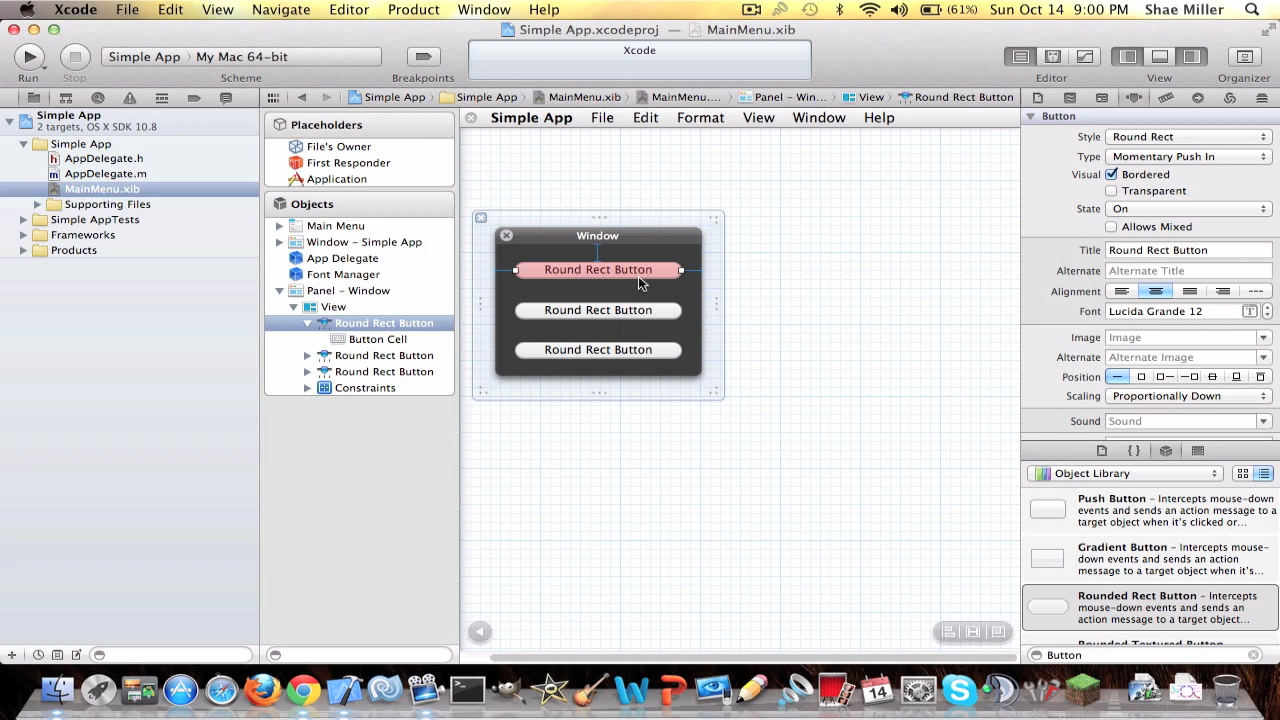 Xcode File Edit View Navigate Editor Product Window Help (61%) Sun Oct 14 9:00 PM Shae Miller
Simple App.xcodeproj — MainMenu.xib
Simple App My Mac 64-bit
Xcode
Run Stop Scheme Breakpoints Editor View Organizer
Simple App
2 targets, OS X SDK 10.8
Simple App
AppDelegate.h
AppDelegate.m
MainMenu.xib
Supporting Files
Simple AppTests
Frameworks
Products
Simple App Simple App MainMenu.xib MainMenu.... Panel – Win... View Round Rect Button
Placeholders
File's Owner
First Responder
Application
Objects
Main Menu
Window – Simple App
App Delegate
Font Manager
Panel – Window
View
Round Rect Button
Button Cell
Round Rect Button
Round Rect Button
Constraints
Simple App File Edit Format View Window Help
Window
Round Rect Button
Round Rect Button
Round Rect Button
Button
Style Round Rect
Type Momentary Push In
Visual Bordered
Transparent
State On
Allows Mixed
Title Round Rect Button
Alternate Alternate Title
Alignment
Font Lucida Grande 12
Image Image
Alternate Alternate Image
Position
Scaling Proportionally Down
Sound Sound
Object Library
Push Button – Intercepts mouse-down
events and sends an action message to a
target object when it's clicked or...
Gradient Button – Intercepts mouse-
down events and sends an action
message to a target object when it's...
Rounded Rect Button – Intercepts
mouse-down events and sends an
action message to a target object...
Rounded Textured Button
Button